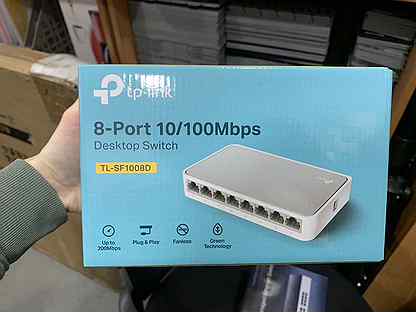 tp-link
8-Port 10/100Mbps
Desktop Switch
TL-SF1008D
Up to
200Mbps
Plug & Play
Fanless
Green
Technology